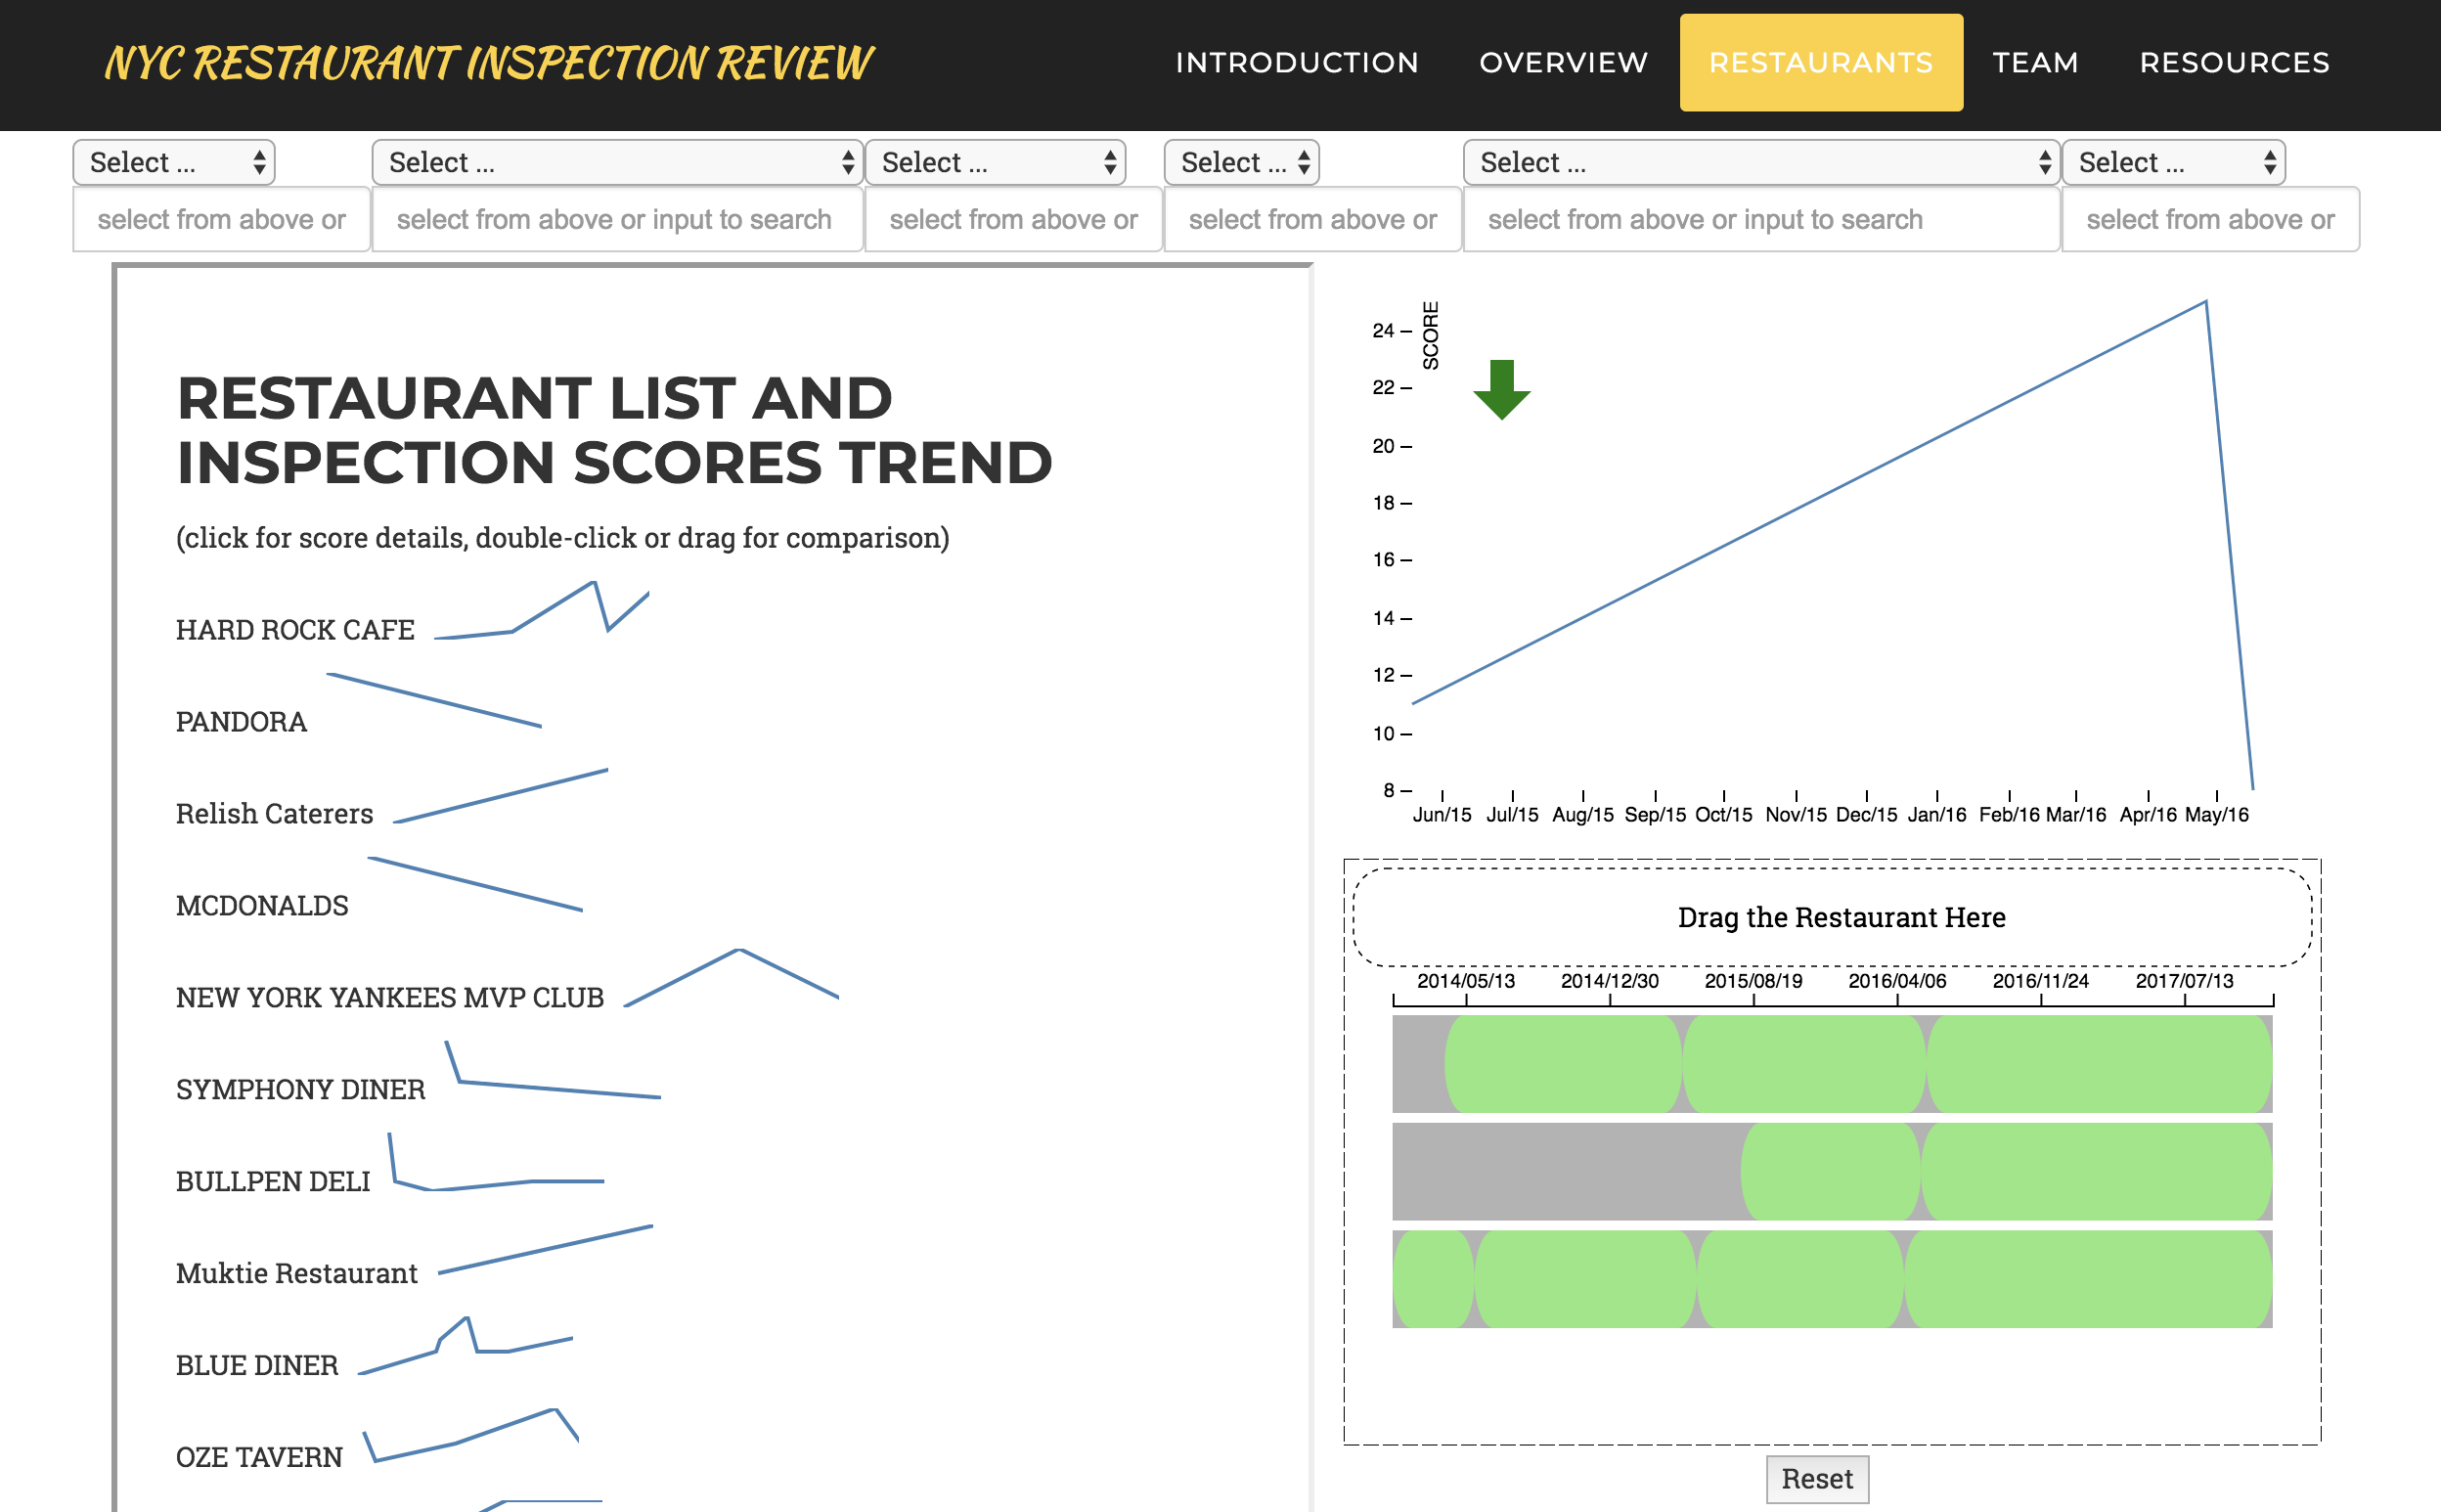 NYC RESTAURANT INSPECTION REVIEW
INTRODUCTION
OVERVIEW
RESTAURANTS
TEAM
RESOURCES
Select ...
Select ...
Select ...
Select ...
Select ...
Select ...
select from above or
select from above or input to search
select from above or
select from above or
select from above or input to search
select from above or
RESTAURANT LIST AND
INSPECTION SCORES TREND
(click for score details, double-click or drag for comparison)
HARD ROCK CAFE
PANDORA
Relish Caterers
MCDONALDS
NEW YORK YANKEES MVP CLUB
SYMPHONY DINER
BULLPEN DELI
Muktie Restaurant
BLUE DINER
OZE TAVERN
SCORE
24
22
20
18
16
14
12
10
8
Jun/15 Jul/15 Aug/15 Sep/15 Oct/15 Nov/15 Dec/15 Jan/16 Feb/16 Mar/16 Apr/16 May/16
Drag the Restaurant Here
2014/05/13 2014/12/30 2015/08/19 2016/04/06 2016/11/24 2017/07/13
Reset